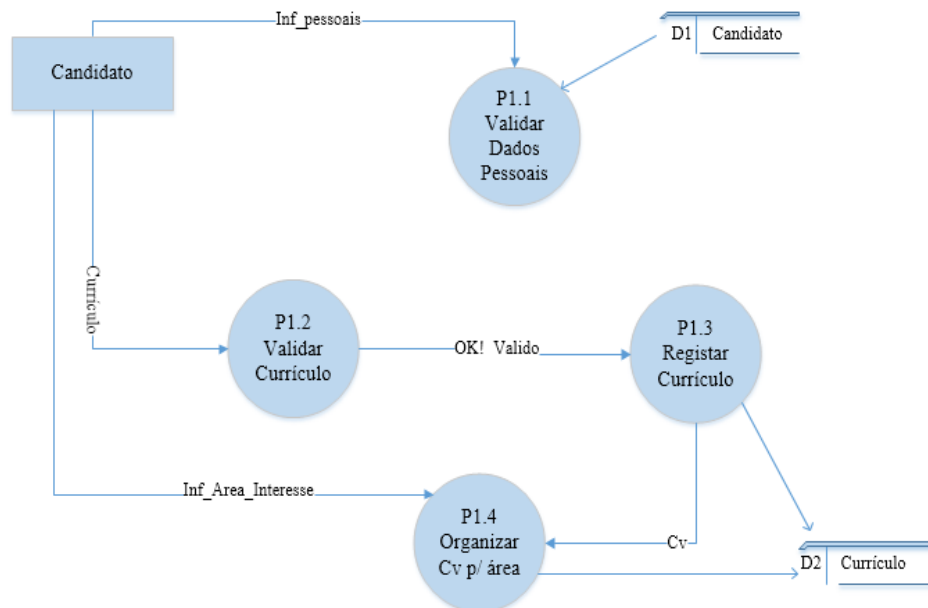 Inf_pessoais
D1 Candidato
Candidato
P1.1
Validar
Dados
Pessoais
Currículo
P1.2
Validar
Currículo
OK! Valido
P1.3
Registar
Currículo
Inf_Area_Interesse
P1.4
Organizar
Cv p/ área
Cv
D2 Currículo